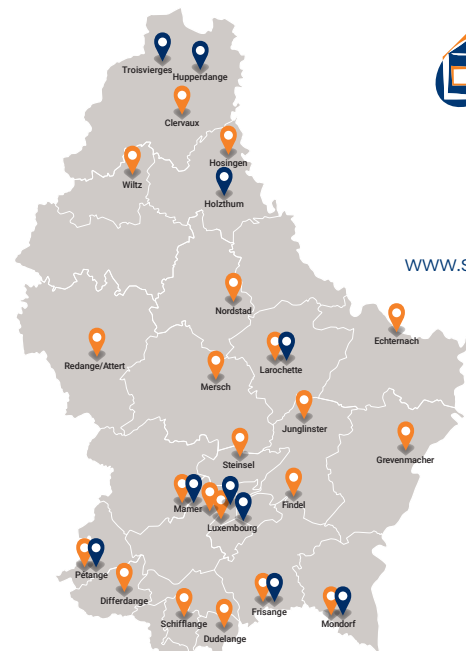 Troisvierges
Hupperdange
Clervaux
Hosingen
Wiltz
Holzthum
www.s
Nordstad
Echternach
Redange/Attert
Larochette
Mersch
Junglinster
Grevenmacher
Steinsel
Findel
Mamer
Luxembourg
Pétange
Differdange
Frisange
Schifflange
Mondorf
Dudelange